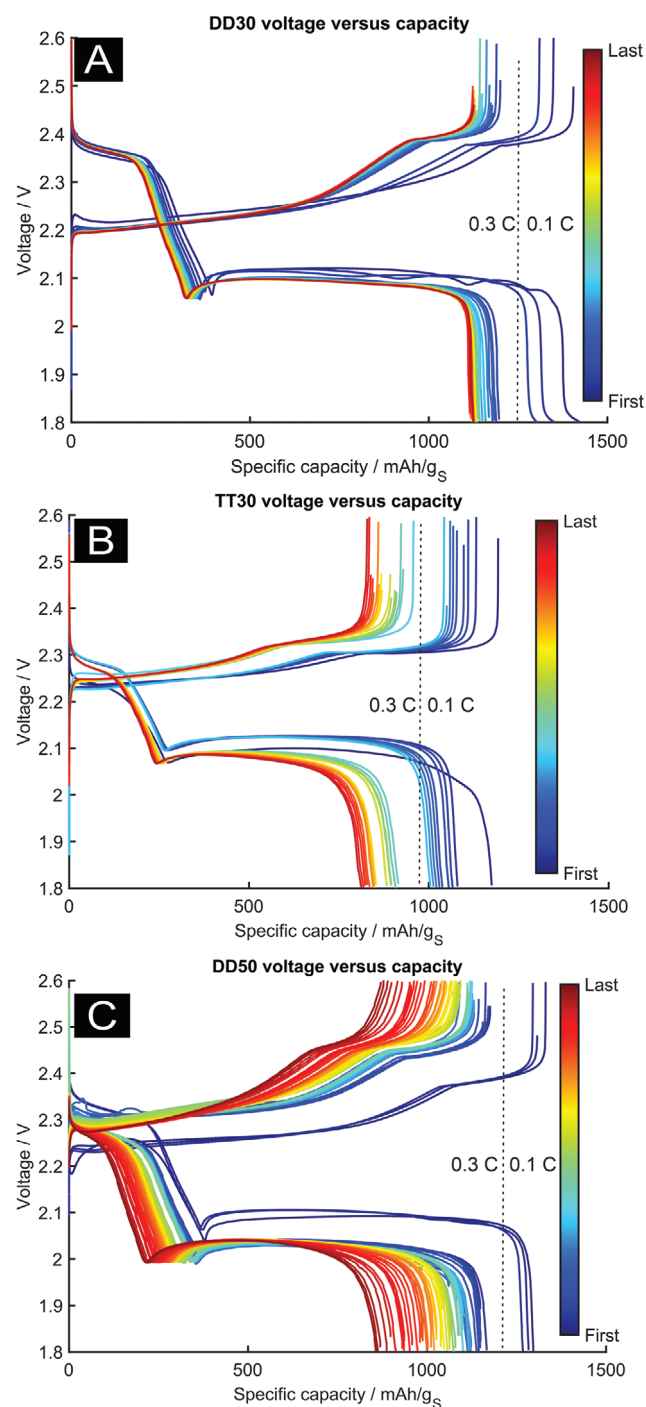 DD30 voltage versus capacity
A
2.6
2.5
2.4
2.3
2.2
2.1
2
1.9
1.8
Voltage / V
0.3 C
0.1 C
Last
First
0
500
1000
1500
Specific capacity / mAh/gS
TT30 voltage versus capacity
B
2.6
2.5
2.4
2.3
2.2
2.1
2
1.9
1.8
Voltage / V
0.3 C
0.1 C
Last
First
0
500
1000
1500
Specific capacity / mAh/gS
DD50 voltage versus capacity
C
2.6
2.5
2.4
2.3
2.2
2.1
2
1.9
1.8
Voltage / V
0.3 C
0.1 C
Last
First
0
500
1000
1500
Specific capacity / mAh/gS